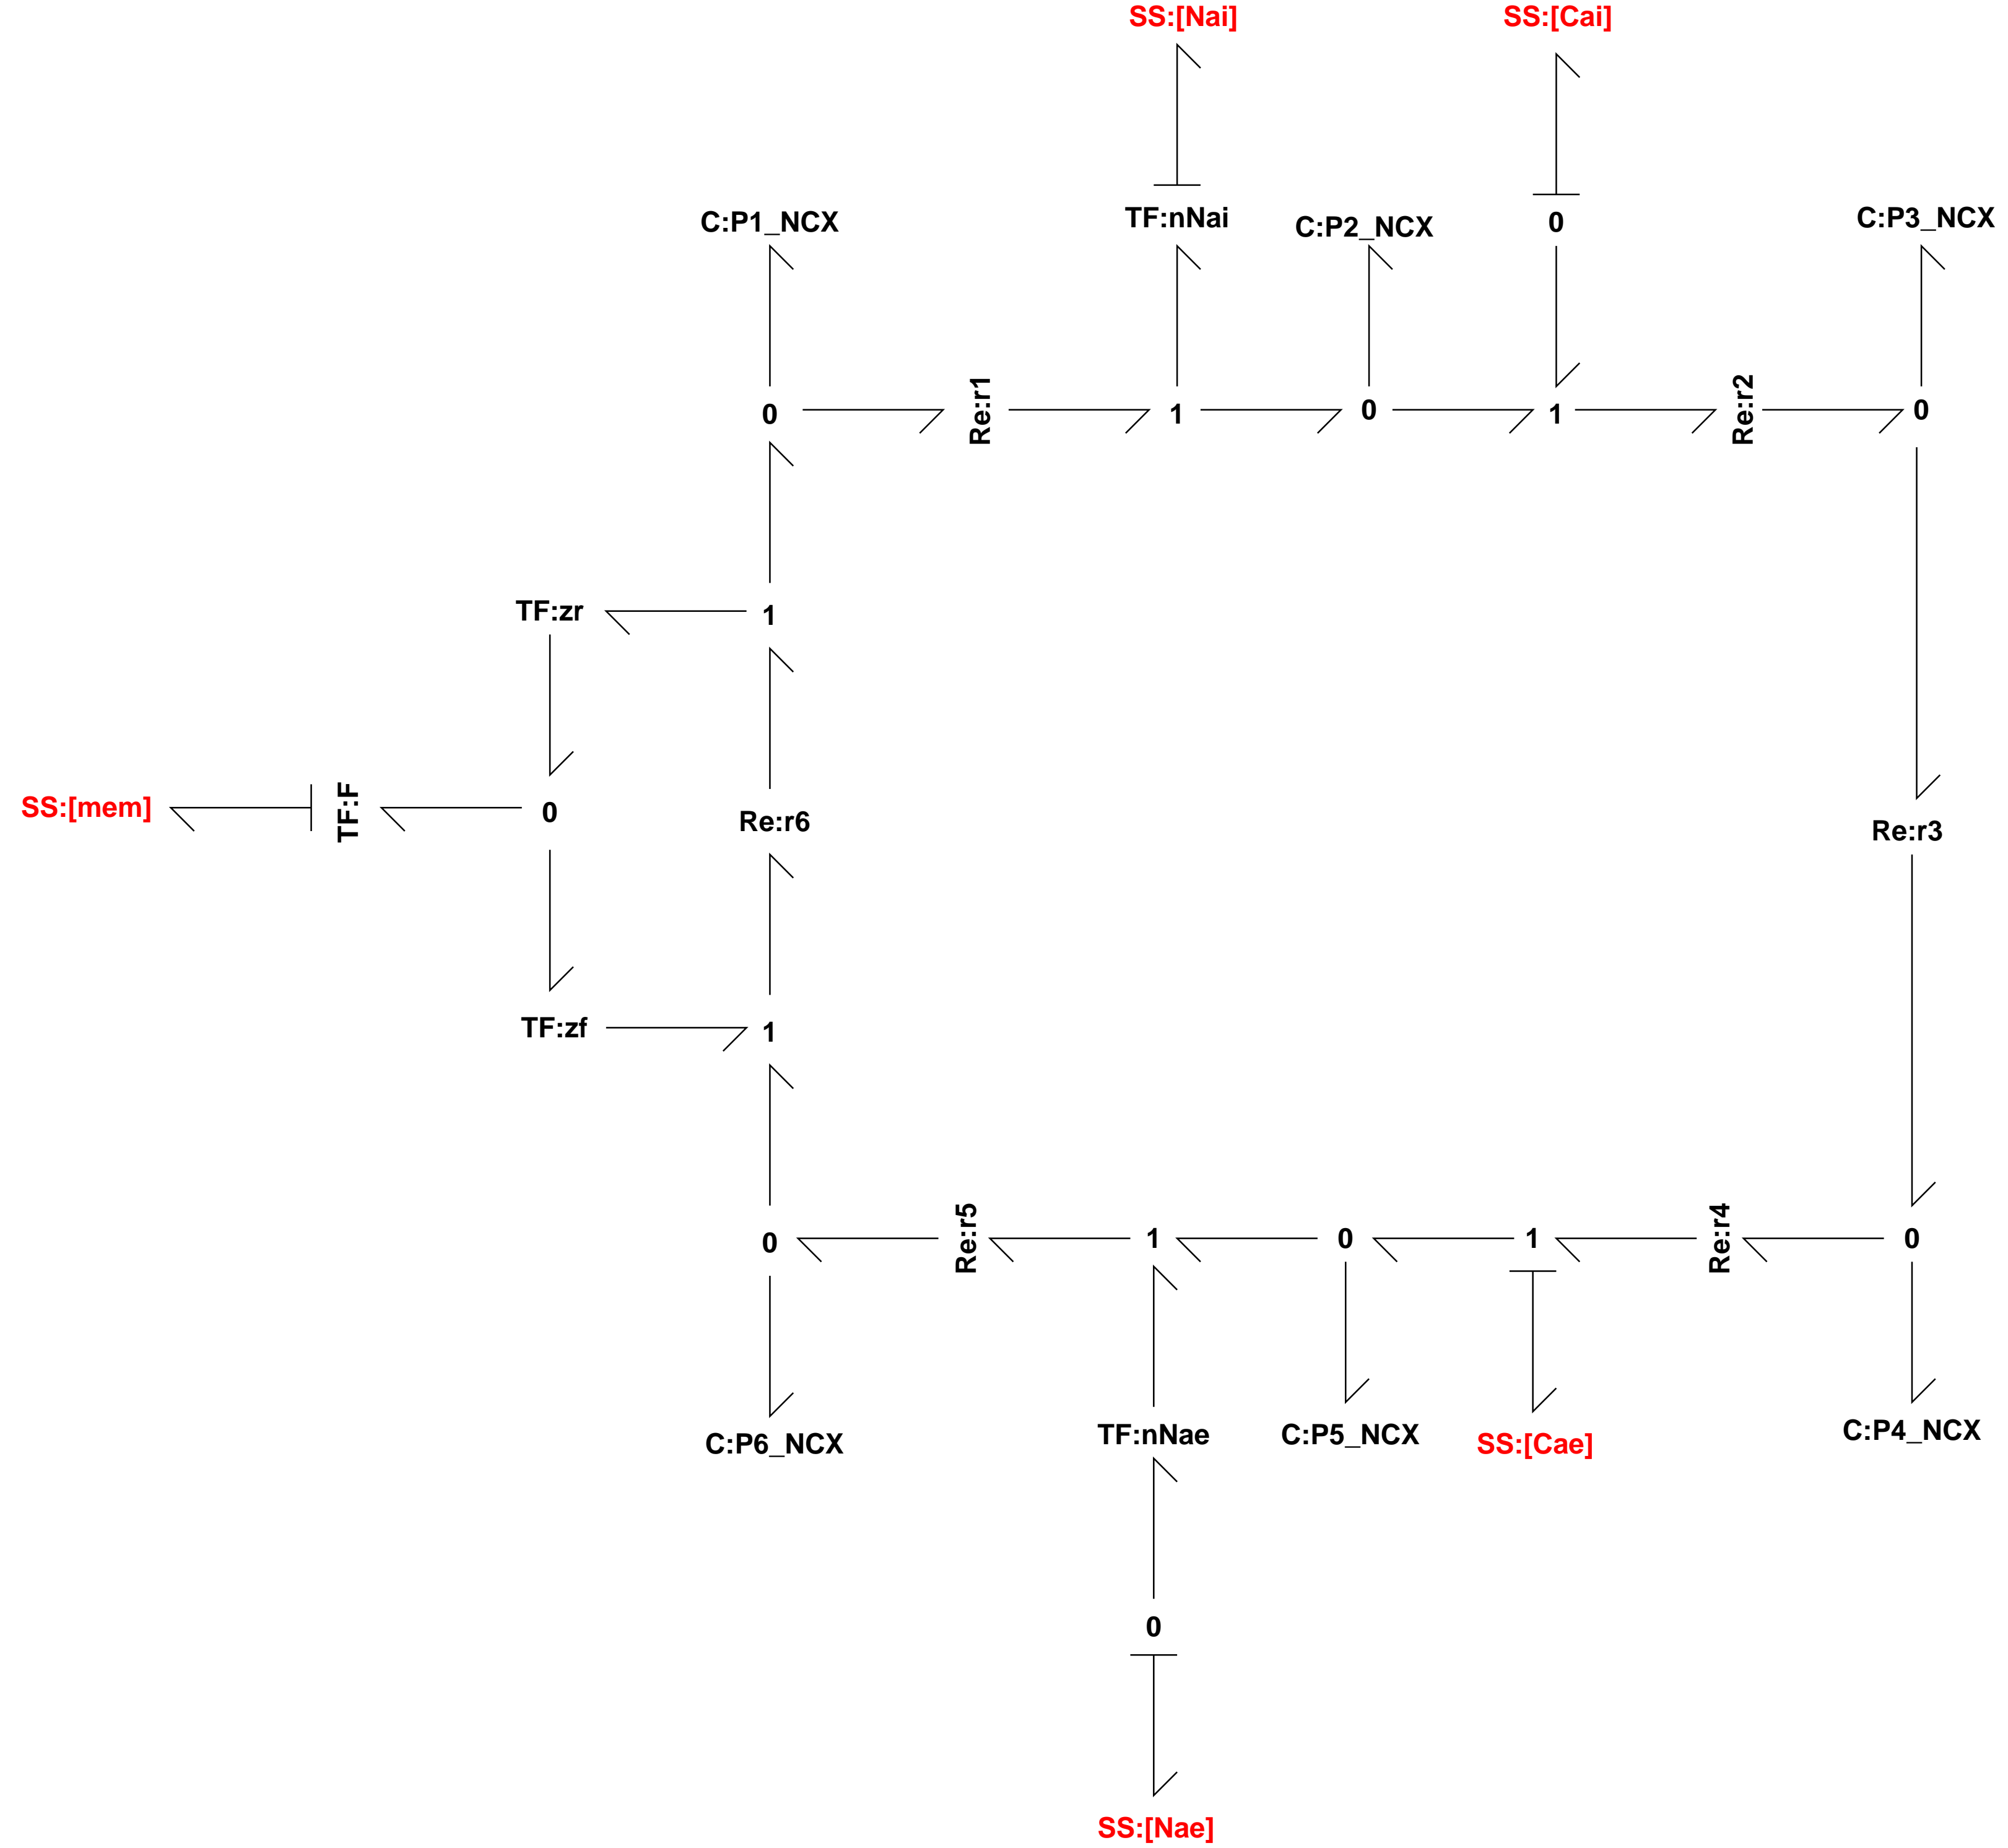 SS:[Nai] SS:[Cai]
C:P1_NCX TF:nNai C:P2_NCX 0 C:P3_NCX
0 Re:r1 1 0 1 Re:r2 0
TF:zr 1
SS:[mem] TF:F 0 Re:r6 Re:r3
TF:zf 1
0 Re:r5 1 0 1 Re:r4 0
C:P6_NCX TF:nNae C:P5_NCX SS:[Cae] C:P4_NCX
0
SS:[Nae]